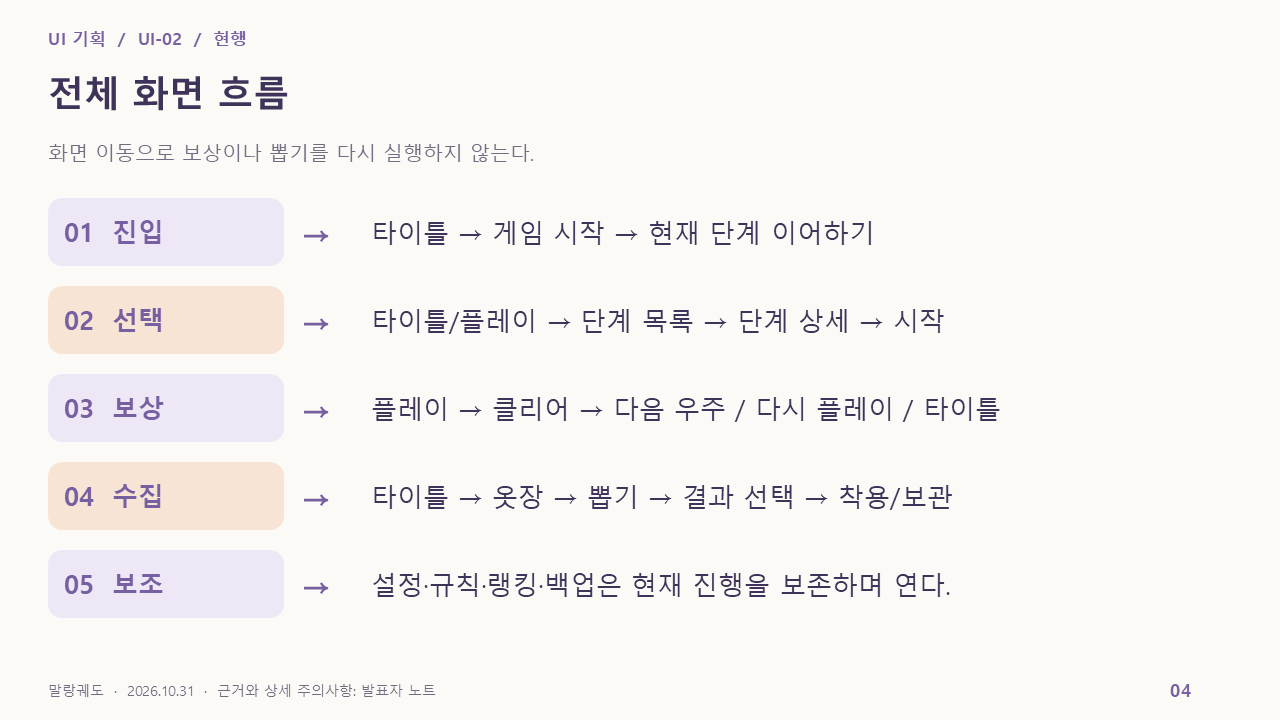 UI 기획 / UI-02 / 현행
전체 화면 흐름
화면 이동으로 보상이나 뽑기를 다시 실행하지 않는다.
01 진입 → 타이틀 → 게임 시작 → 현재 단계 이어하기
02 선택 → 타이틀/플레이 → 단계 목록 → 단계 상세 → 시작
03 보상 → 플레이 → 클리어 → 다음 우주 / 다시 플레이 / 타이틀
04 수집 → 타이틀 → 옷장 → 뽑기 → 결과 선택 → 착용/보관
05 보조 → 설정·규칙·랭킹·백업은 현재 진행을 보존하며 연다.
말랑궤도 · 2026.10.31 · 근거와 상세 주의사항: 발표자 노트 04